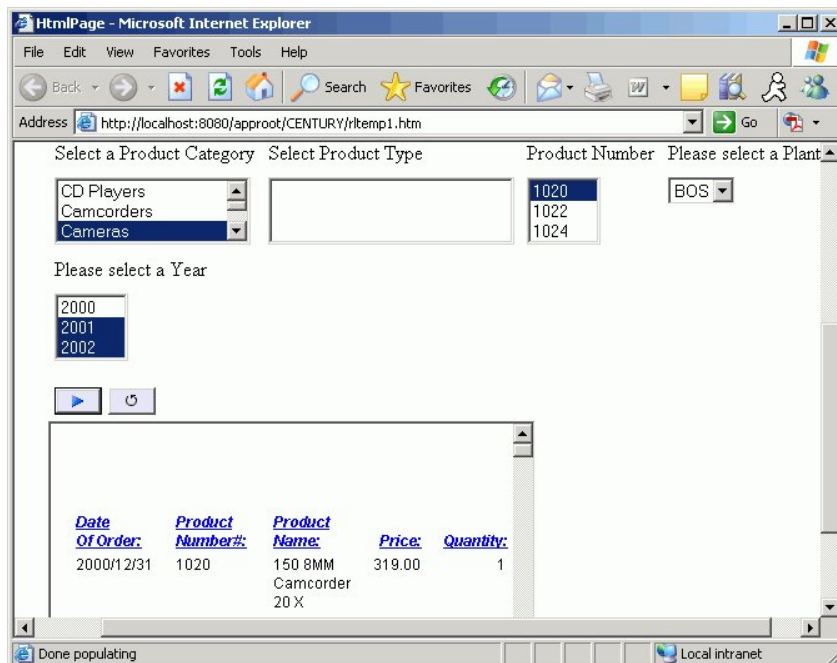 HtmlPage - Microsoft Internet Explorer
File Edit View Favorites Tools Help
Back Search Favorites
Address http://localhost:8080/approot/CENTURY/rltemp1.htm Go
Select a Product Category Select Product Type Product Number Please select a Plant
CD Players
Camcorders
Cameras
1020
1022
1024
BOS
Please select a Year
2000
2001
2002
Date Product Product
Of Order: Number#: Name: Price: Quantity:
2000/12/31 1020 150 8MM 319.00 1
Camcorder
20 X
Done populating Local intranet